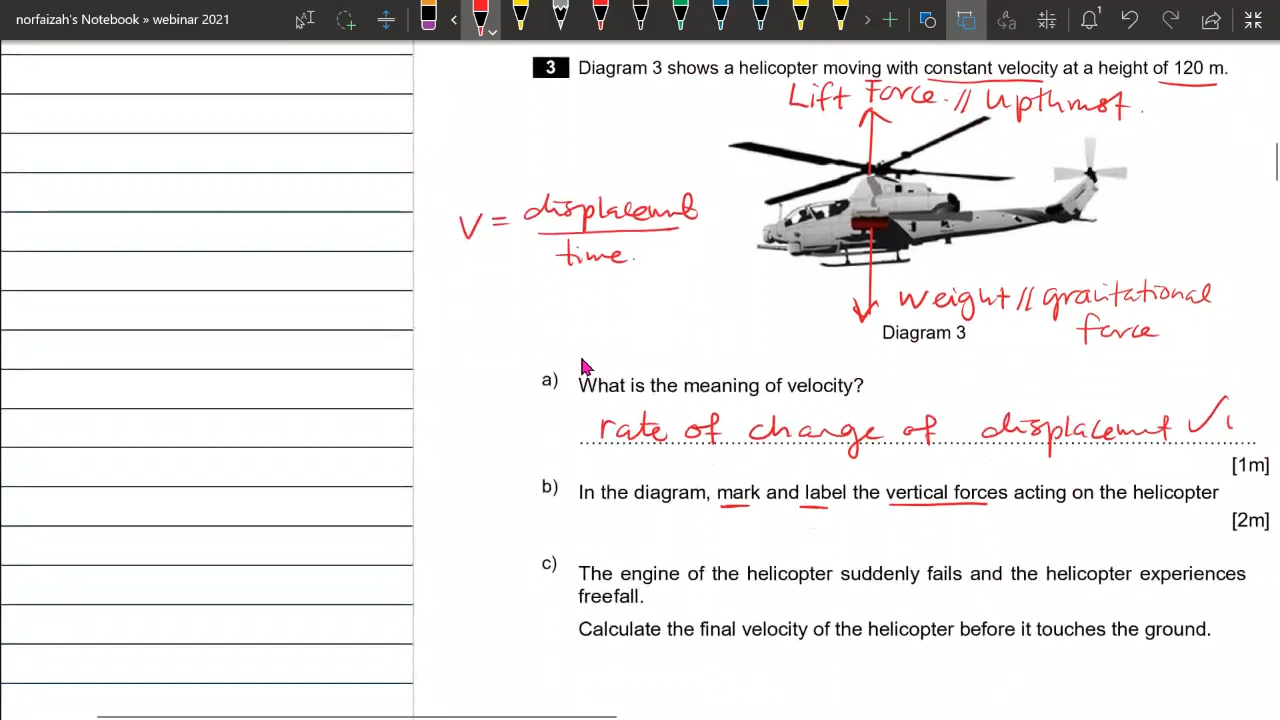 norfaizah's Notebook » webinar 2021
3 Diagram 3 shows a helicopter moving with constant velocity at a height of 120 m.
Lift Force // Upthrust.
V = displacement
time.
Weight // gravitational
force
Diagram 3
a) What is the meaning of velocity?
rate of change of displacement ✓1
[1m]
b) In the diagram, mark and label the vertical forces acting on the helicopter
[2m]
c) The engine of the helicopter suddenly fails and the helicopter experiences
freefall.
Calculate the final velocity of the helicopter before it touches the ground.